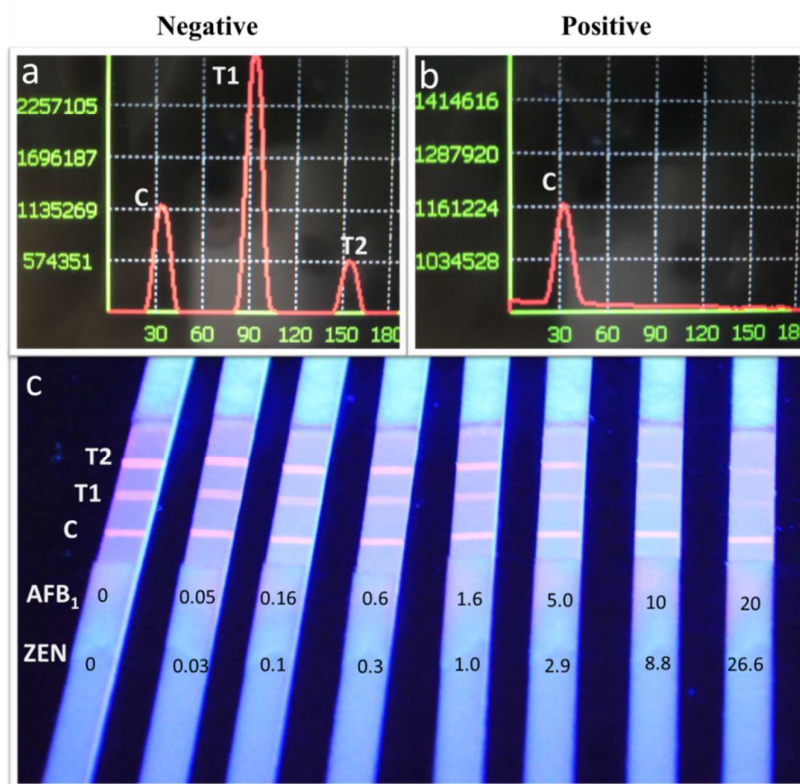 Negative
Positive
a
T1
2257105
1696187
C
1135269
T2
574351
30 60 90 120 150 180
b
1414616
1287920
C
1161224
1034528
30 60 90 120 150 180
c
T2
T1
C
AFB₁ 0 0.05 0.16 0.6 1.6 5.0 10 20
ZEN 0 0.03 0.1 0.3 1.0 2.9 8.8 26.6